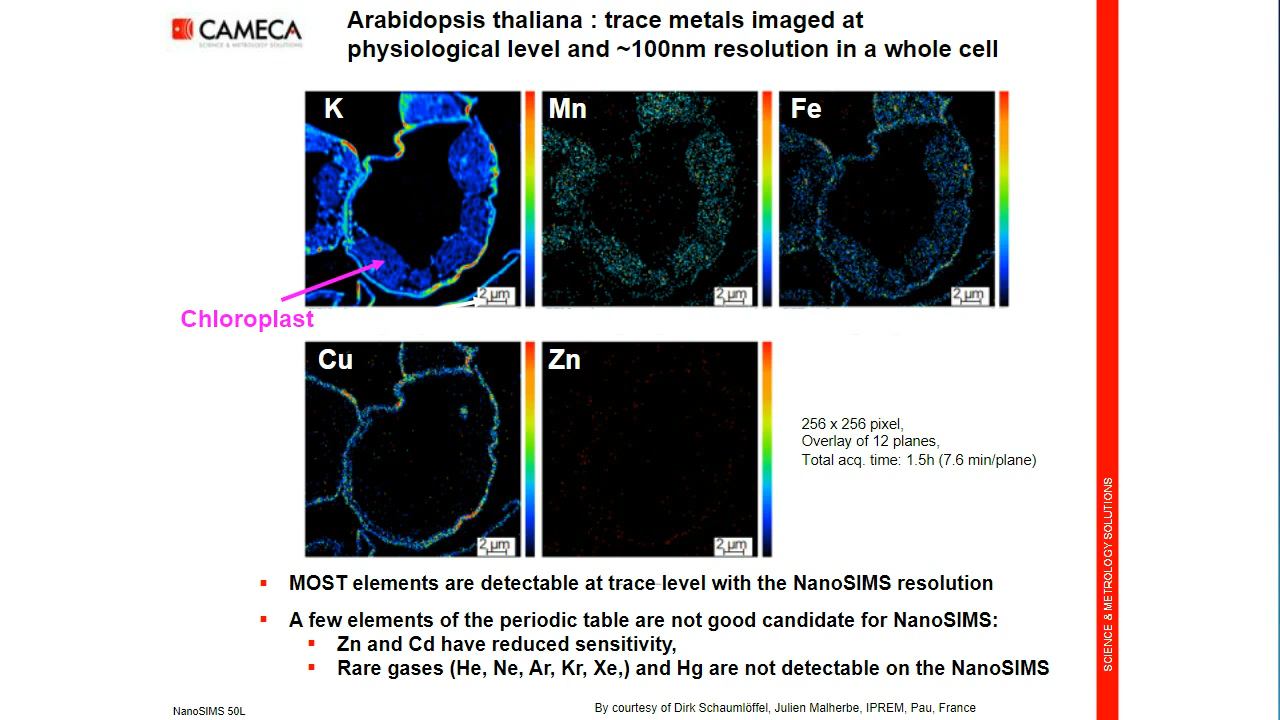 CAMECA
SCIENCE & METROLOGY SOLUTIONS
Arabidopsis thaliana : trace metals imaged at
physiological level and ~100nm resolution in a whole cell
K
Mn
Fe
2 µm
2 µm
2 µm
Chloroplast
Cu
Zn
2 µm
2 µm
256 x 256 pixel,
Overlay of 12 planes,
Total acq. time: 1.5h (7.6 min/plane)
MOST elements are detectable at trace level with the NanoSIMS resolution
A few elements of the periodic table are not good candidate for NanoSIMS:
Zn and Cd have reduced sensitivity,
Rare gases (He, Ne, Ar, Kr, Xe,) and Hg are not detectable on the NanoSIMS
SCIENCE & METROLOGY SOLUTIONS
NanoSIMS 50L
By courtesy of Dirk Schaumlöffel, Julien Malherbe, IPREM, Pau, France